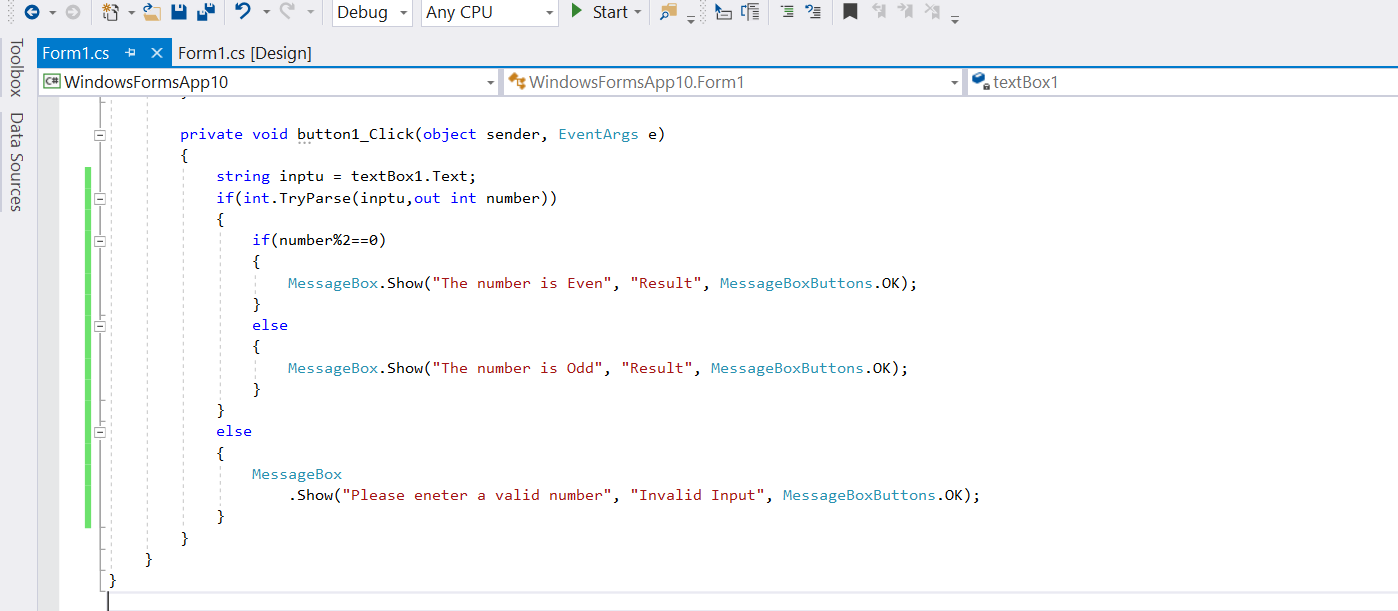 Debug Any CPU Start
Toolbox
Data Sources
Form1.cs Form1.cs [Design]
C# WindowsFormsApp10 WindowsFormsApp10.Form1 textBox1
private void button1_Click(object sender, EventArgs e)
{
string inptu = textBox1.Text;
if(int.TryParse(inptu,out int number))
{
if(number%2==0)
{
MessageBox.Show("The number is Even", "Result", MessageBoxButtons.OK);
}
else
{
MessageBox.Show("The number is Odd", "Result", MessageBoxButtons.OK);
}
}
else
{
MessageBox
.Show("Please eneter a valid number", "Invalid Input", MessageBoxButtons.OK);
}
}
}
}